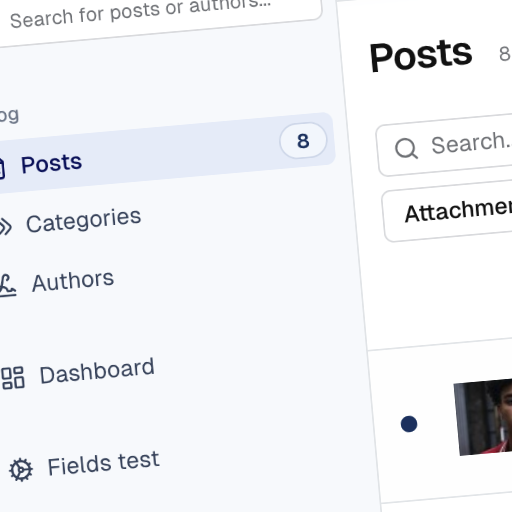 Search for posts or authors...
og
Posts 8
Categories
Authors
Dashboard
Fields test
Posts 8
Search..
Attachmen